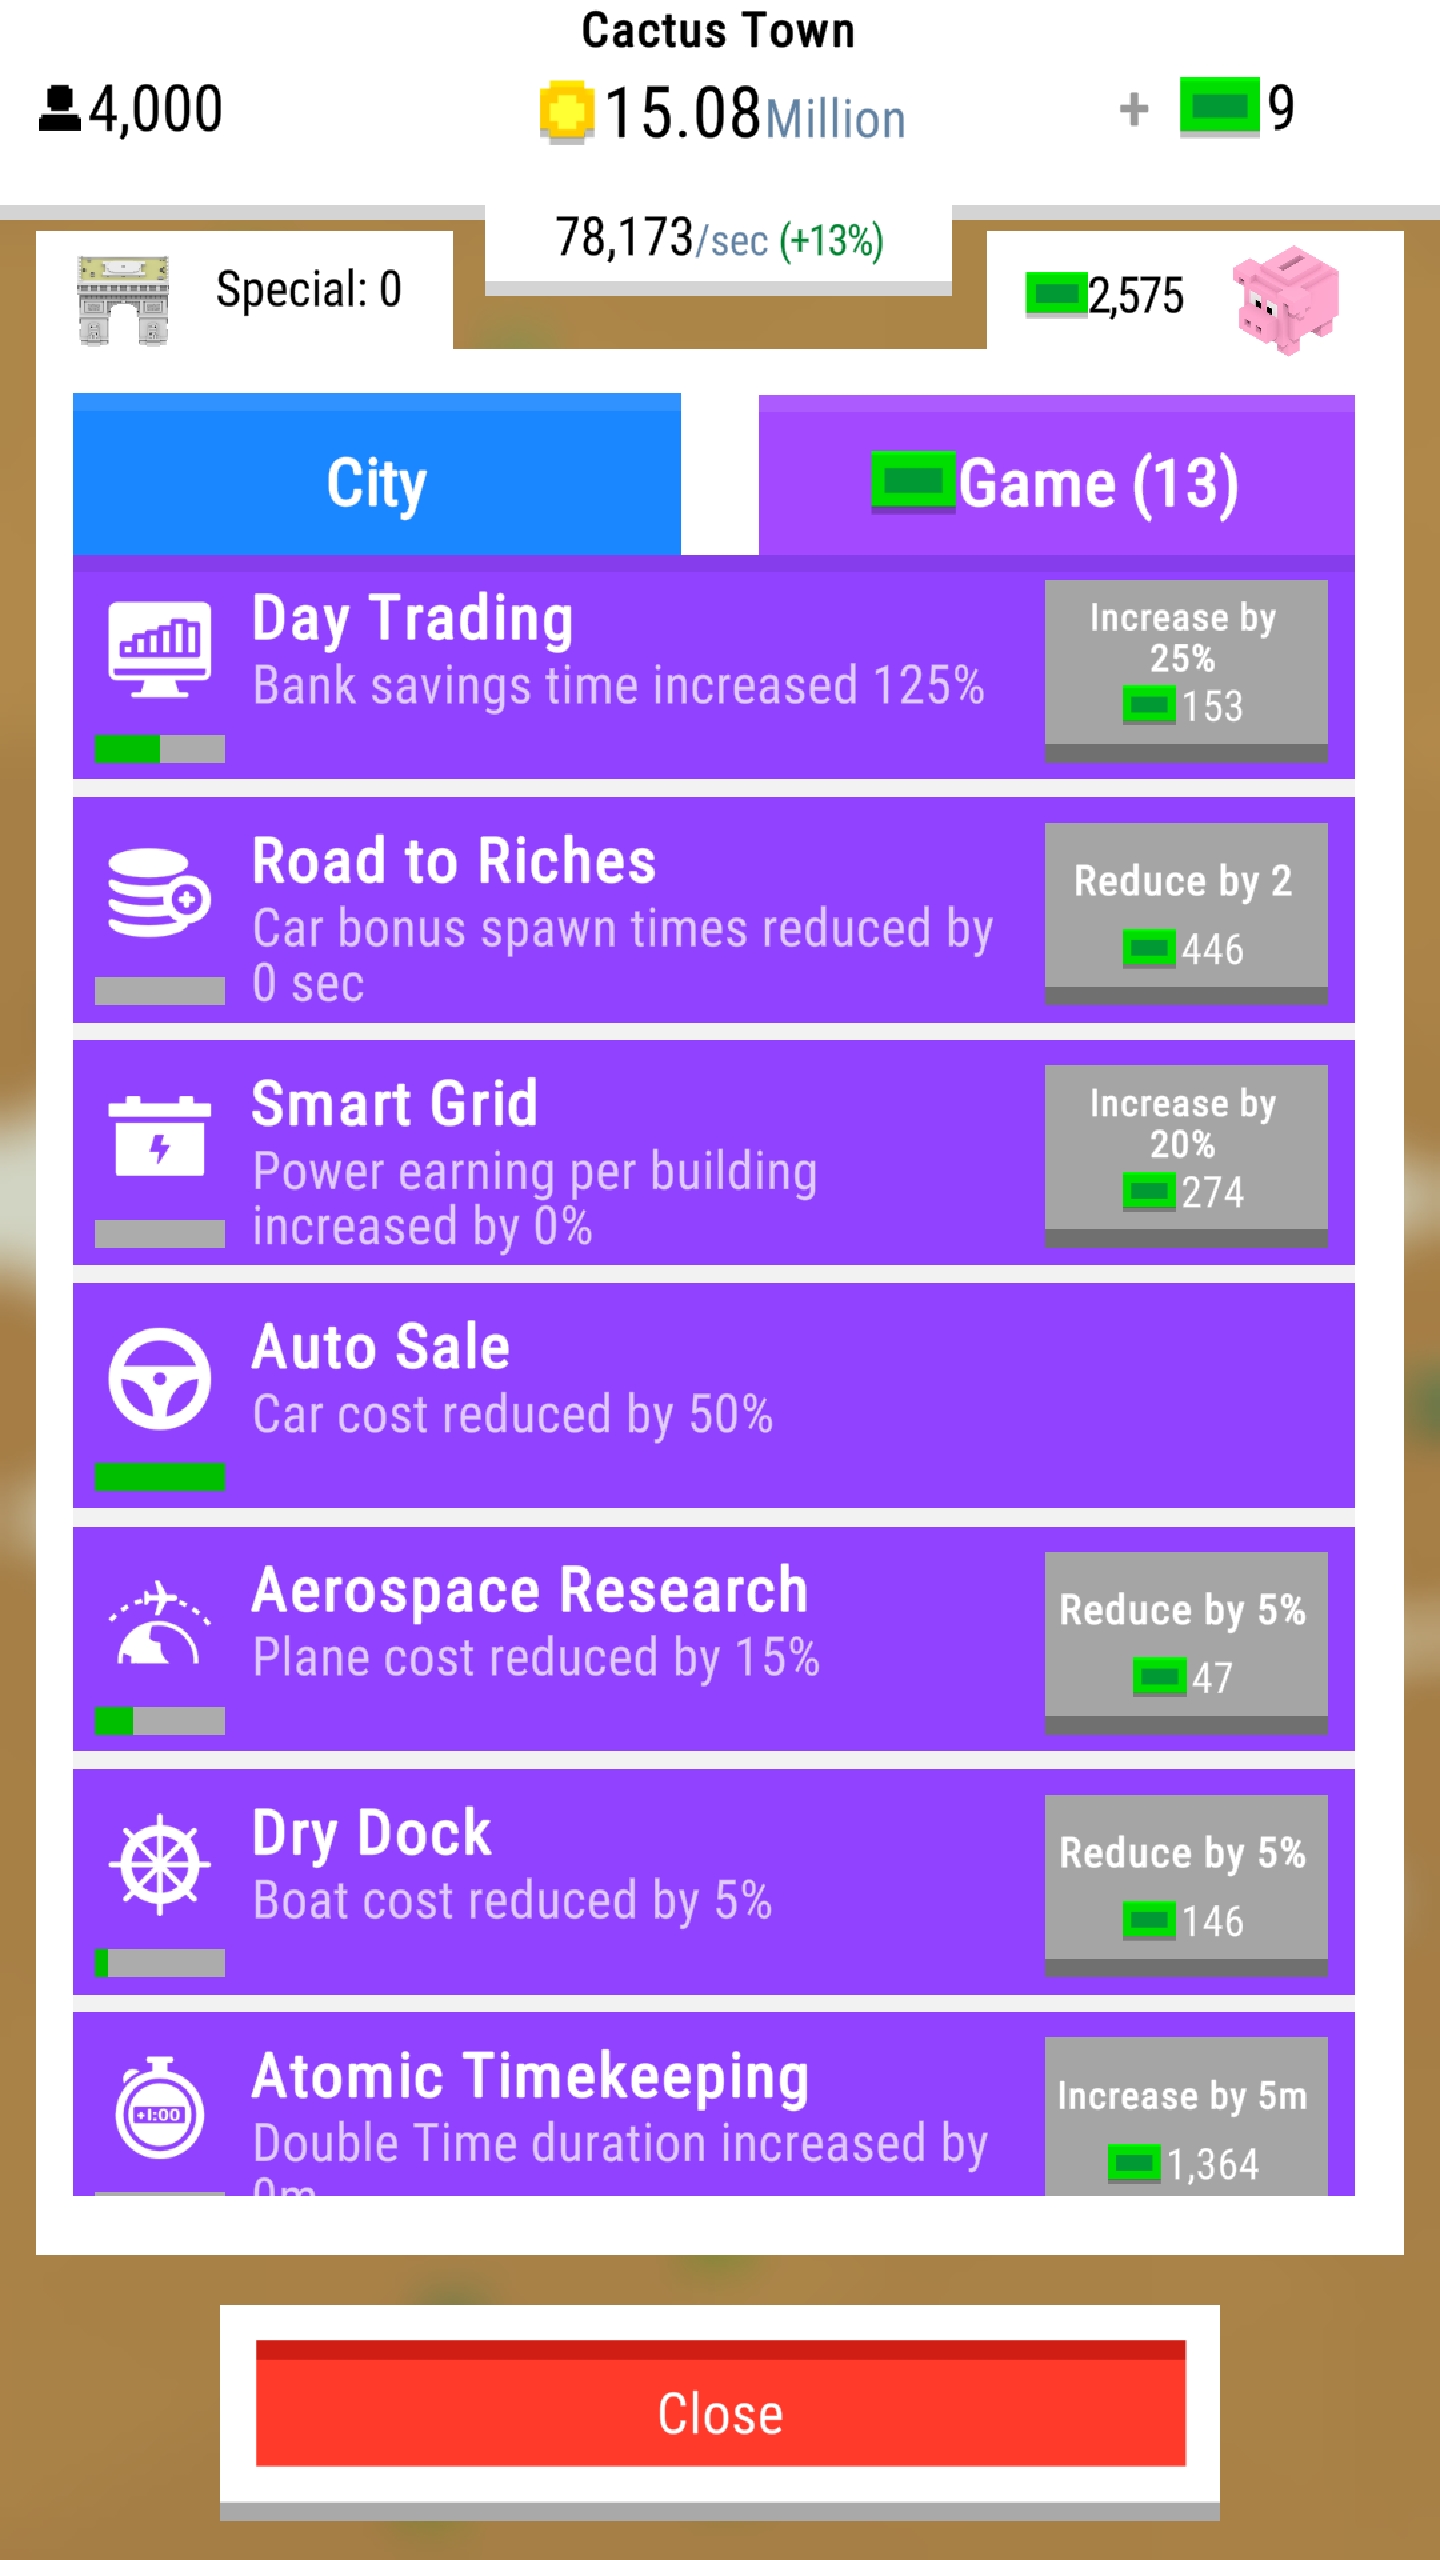 Cactus Town
4,000
15.08Million
+ 9
78,173/sec (+13%)
Special: 0
2,575
City
Game (13)
Day Trading
Bank savings time increased 125%
Increase by
25%
153
Road to Riches
Car bonus spawn times reduced by
0 sec
Reduce by 2
446
Smart Grid
Power earning per building
increased by 0%
Increase by
20%
274
Auto Sale
Car cost reduced by 50%
Aerospace Research
Plane cost reduced by 15%
Reduce by 5%
47
Dry Dock
Boat cost reduced by 5%
Reduce by 5%
146
+1:00
Atomic Timekeeping
Double Time duration increased by
0m
Increase by 5m
1,364
Close